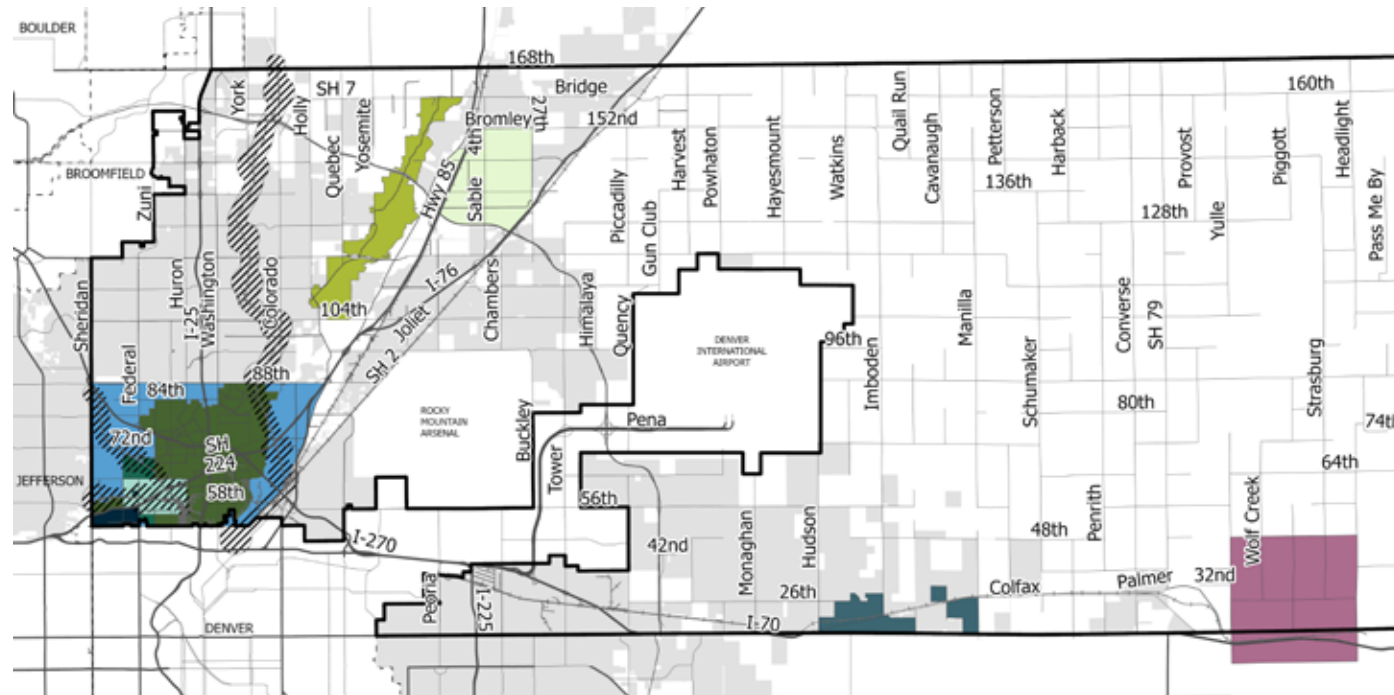 BOULDER
168th
SH 7
Bridge
160th
York
Holly
Quebec
Yosemite
Bromley
4th
27th
152nd
Quail Run
Petterson
Harback
Headlight
BROOMFIELD
Zuni
Hwy 85
Sable
Piccadilly
Harvest
Powhaton
Hayesmount
Watkins
Cavanaugh
136th
Provost
Piggott
128th
Yulle
Pass Me By
Gun Club
Sheridan
Huron
I-25
Washington
Colorado
104th
I-76
Joliet
SH 2
Chambers
Himalaya
Quency
DENVER
INTERNATIONAL
AIRPORT
96th
Imboden
Manilla
Schumaker
Converse
SH 79
Strasburg
Federal
84th
88th
72nd
SH
224
58th
JEFFERSON
ROCKY
MOUNTAIN
ARSENAL
Buckley
Tower
Pena
80th
74th
64th
56th
I-270
42nd
Monaghan
Hudson
48th
Penrith
Wolf Creek
Peoria
I-225
26th
I-70
Colfax
Palmer
32nd
DENVER